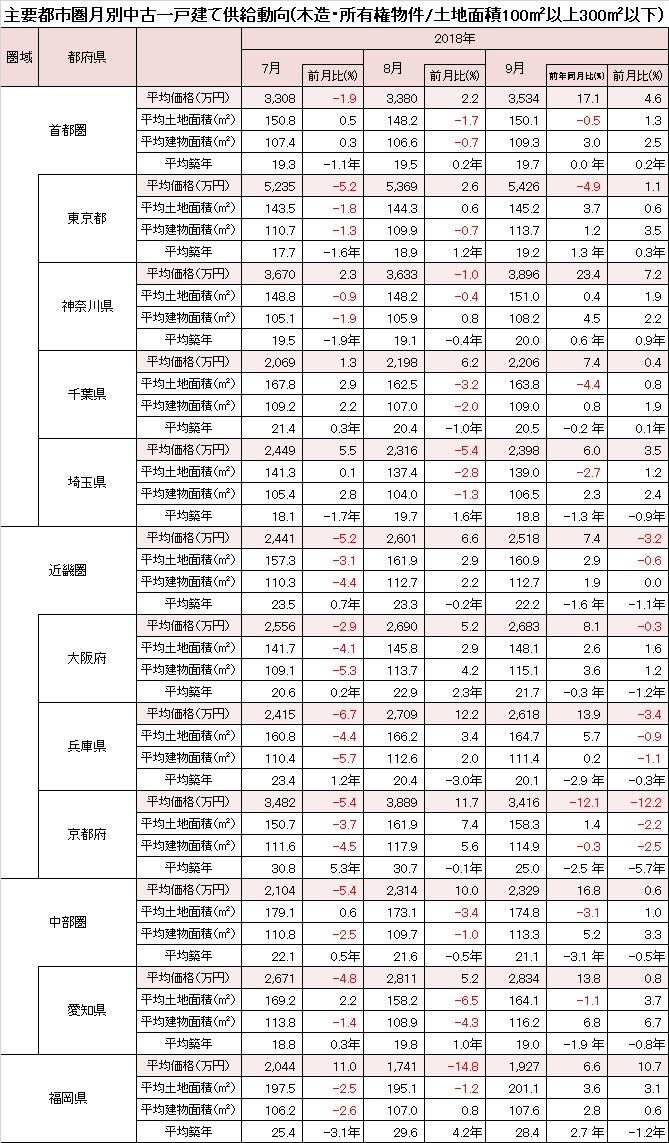 主要都市圏月別中古一戸建て供給動向(木造・所有権物件/土地面積100㎡以上300㎡以下)
圏域 都府県 2018年
7月 前月比(%) 8月 前月比(%) 9月 前年同月比(%) 前月比(%)
首都圏
平均価格(万円) 3,308 -1.9 3,380 2.2 3,534 17.1 4.6
平均土地面積(㎡) 150.8 0.5 148.2 -1.7 150.1 -0.5 1.3
平均建物面積(㎡) 107.4 0.3 106.6 -0.7 109.3 3.0 2.5
平均築年 19.3 -1.1年 19.5 0.2年 19.7 0.0 年 0.2年
東京都
平均価格(万円) 5,235 -5.2 5,369 2.6 5,426 -4.9 1.1
平均土地面積(㎡) 143.5 -1.8 144.3 0.6 145.2 3.7 0.6
平均建物面積(㎡) 110.7 -1.3 109.9 -0.7 113.7 1.2 3.5
平均築年 17.7 -1.6年 18.9 1.2年 19.2 1.3 年 0.3年
神奈川県
平均価格(万円) 3,670 2.3 3,633 -1.0 3,896 23.4 7.2
平均土地面積(㎡) 148.8 -0.9 148.2 -0.4 151.0 0.4 1.9
平均建物面積(㎡) 105.1 -1.9 105.9 0.8 108.2 4.5 2.2
平均築年 19.5 -1.9年 19.1 -0.4年 20.0 0.6 年 0.9年
千葉県
平均価格(万円) 2,069 1.3 2,198 6.2 2,206 7.4 0.4
平均土地面積(㎡) 167.8 2.9 162.5 -3.2 163.8 -4.4 0.8
平均建物面積(㎡) 109.2 2.2 107.0 -2.0 109.0 0.8 1.9
平均築年 21.4 0.3年 20.4 -1.0年 20.5 -0.2 年 0.1年
埼玉県
平均価格(万円) 2,449 5.5 2,316 -5.4 2,398 6.0 3.5
平均土地面積(㎡) 141.3 0.1 137.4 -2.8 139.0 -2.7 1.2
平均建物面積(㎡) 105.4 2.8 104.0 -1.3 106.5 2.3 2.4
平均築年 18.1 -1.7年 19.7 1.6年 18.8 -1.3 年 -0.9年
近畿圏
平均価格(万円) 2,441 -5.2 2,601 6.6 2,518 7.4 -3.2
平均土地面積(㎡) 157.3 -3.1 161.9 2.9 160.9 2.9 -0.6
平均建物面積(㎡) 110.3 -4.4 112.7 2.2 112.7 1.9 0.0
平均築年 23.5 0.7年 23.3 -0.2年 22.2 -1.6 年 -1.1年
大阪府
平均価格(万円) 2,556 -2.9 2,690 5.2 2,683 8.1 -0.3
平均土地面積(㎡) 141.7 -4.1 145.8 2.9 148.1 2.6 1.6
平均建物面積(㎡) 109.1 -5.3 113.7 4.2 115.1 3.6 1.2
平均築年 20.6 0.2年 22.9 2.3年 21.7 -0.3 年 -1.2年
兵庫県
平均価格(万円) 2,415 -6.7 2,709 12.2 2,618 13.9 -3.4
平均土地面積(㎡) 160.8 -4.4 166.2 3.4 164.7 5.7 -0.9
平均建物面積(㎡) 110.4 -5.7 112.6 2.0 111.4 0.2 -1.1
平均築年 23.4 1.2年 20.4 -3.0年 20.1 -2.9 年 -0.3年
京都府
平均価格(万円) 3,482 -5.4 3,889 11.7 3,416 -12.1 -12.2
平均土地面積(㎡) 150.7 -3.7 161.9 7.4 158.3 1.4 -2.2
平均建物面積(㎡) 111.6 -4.5 117.9 5.6 114.9 -0.3 -2.5
平均築年 30.8 5.3年 30.7 -0.1年 25.0 -2.5 年 -5.7年
中部圏
平均価格(万円) 2,104 -5.4 2,314 10.0 2,329 16.8 0.6
平均土地面積(㎡) 179.1 0.6 173.1 -3.4 174.8 -3.1 1.0
平均建物面積(㎡) 110.8 -2.5 109.7 -1.0 113.3 5.2 3.3
平均築年 22.1 0.5年 21.6 -0.5年 21.1 -3.1 年 -0.5年
愛知県
平均価格(万円) 2,671 -4.8 2,811 5.2 2,834 13.8 0.8
平均土地面積(㎡) 169.2 2.2 158.2 -6.5 164.1 -1.1 3.7
平均建物面積(㎡) 113.8 -1.4 108.9 -4.3 116.2 6.8 6.7
平均築年 18.8 0.3年 19.8 1.0年 19.0 -1.9 年 -0.8年
福岡県
平均価格(万円) 2,044 11.0 1,741 -14.8 1,927 6.6 10.7
平均土地面積(㎡) 197.5 -2.5 195.1 -1.2 201.1 3.6 3.1
平均建物面積(㎡) 106.2 -2.6 107.0 0.8 107.6 2.8 0.6
平均築年 25.4 -3.1年 29.6 4.2年 28.4 2.7 年 -1.2年